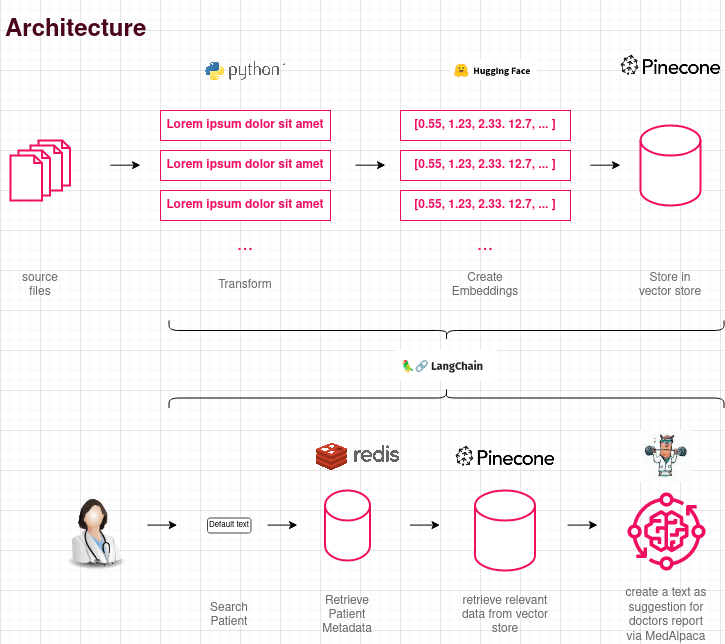 Architecture
python
Hugging Face
Pinecone
Lorem ipsum dolor sit amet
[0.55, 1.23, 2.33. 12.7, ... ]
Lorem ipsum dolor sit amet
[0.55, 1.23, 2.33. 12.7, ... ]
Lorem ipsum dolor sit amet
[0.55, 1.23, 2.33. 12.7, ... ]
...
...
source
files
Transform
Create
Embeddings
Store in
vector store
LangChain
redis
Pinecone
Default text
Search
Patient
Retrieve
Patient
Metadata
retrieve relevant
data from vector
store
create a text as
suggestion for
doctors report
via MedAlpaca